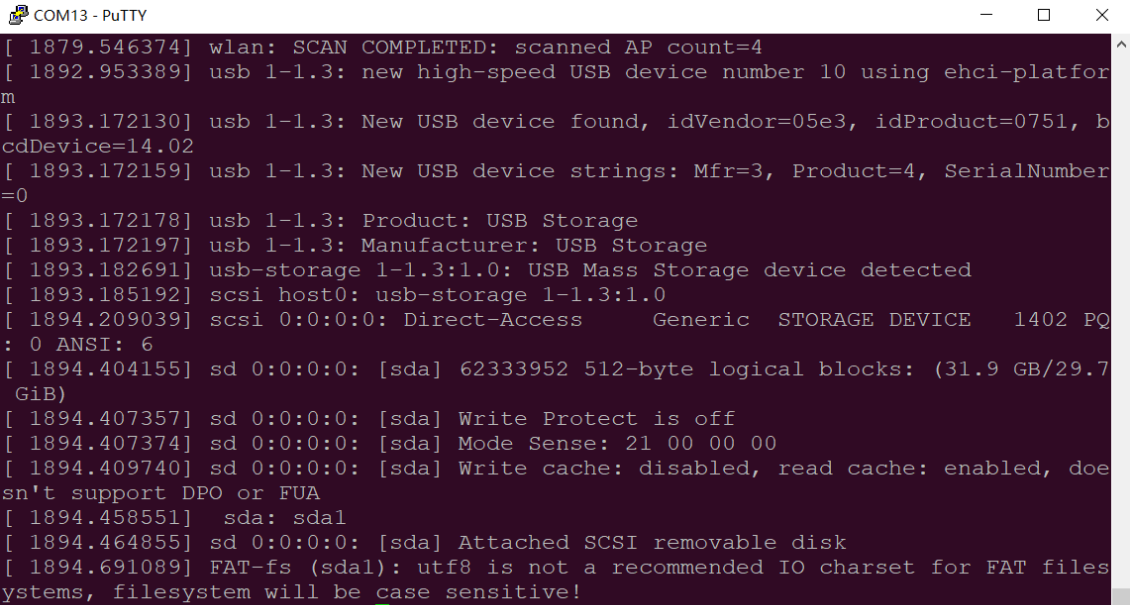 COM13 - PuTTY
[ 1879.546374] wlan: SCAN COMPLETED: scanned AP count=4
[ 1892.953389] usb 1-1.3: new high-speed USB device number 10 using ehci-platfor
m
[ 1893.172130] usb 1-1.3: New USB device found, idVendor=05e3, idProduct=0751, b
cdDevice=14.02
[ 1893.172159] usb 1-1.3: New USB device strings: Mfr=3, Product=4, SerialNumber
=0
[ 1893.172178] usb 1-1.3: Product: USB Storage
[ 1893.172197] usb 1-1.3: Manufacturer: USB Storage
[ 1893.182691] usb-storage 1-1.3:1.0: USB Mass Storage device detected
[ 1893.185192] scsi host0: usb-storage 1-1.3:1.0
[ 1894.209039] scsi 0:0:0:0: Direct-Access     Generic  STORAGE DEVICE   1402 PQ
: 0 ANSI: 6
[ 1894.404155] sd 0:0:0:0: [sda] 62333952 512-byte logical blocks: (31.9 GB/29.7
 GiB)
[ 1894.407357] sd 0:0:0:0: [sda] Write Protect is off
[ 1894.407374] sd 0:0:0:0: [sda] Mode Sense: 21 00 00 00
[ 1894.409740] sd 0:0:0:0: [sda] Write cache: disabled, read cache: enabled, doe
sn't support DPO or FUA
[ 1894.458551]  sda: sda1
[ 1894.464855] sd 0:0:0:0: [sda] Attached SCSI removable disk
[ 1894.691089] FAT-fs (sda1): utf8 is not a recommended IO charset for FAT files
ystems, filesystem will be case sensitive!